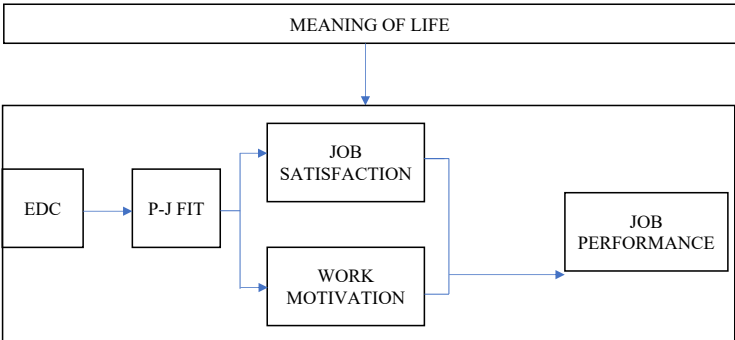 MEANING OF LIFE
JOB
SATISFACTION
EDC
P-J FIT
JOB
PERFORMANCE
WORK
MOTIVATION